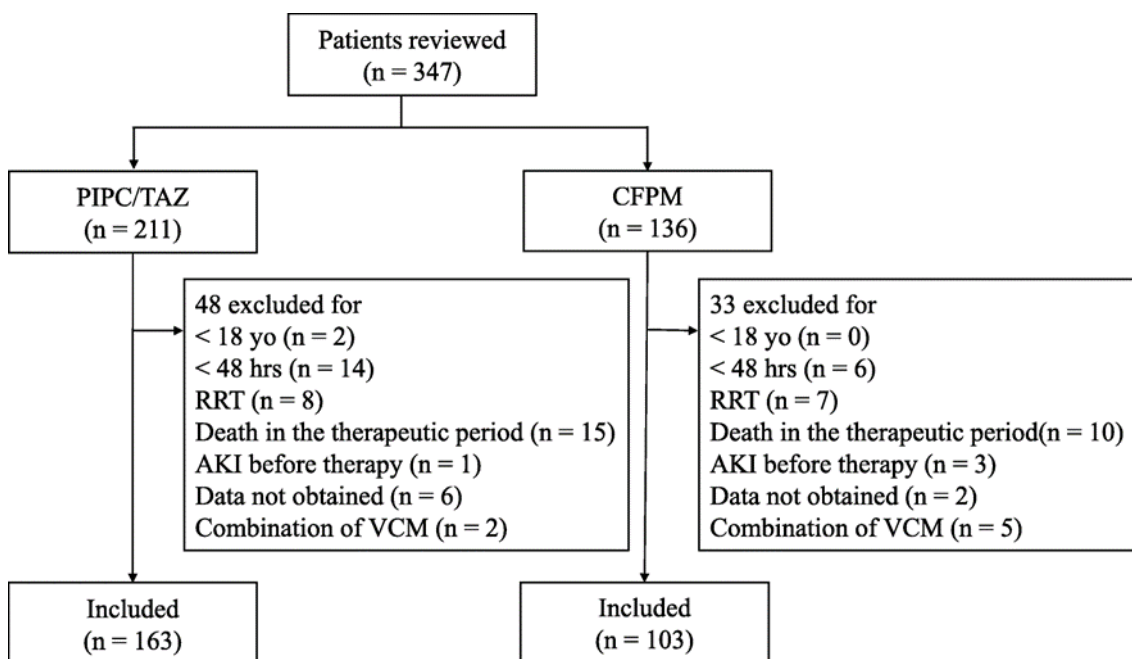 Patients reviewed
(n = 347)
PIPC/TAZ
(n = 211)
CFPM
(n = 136)
48 excluded for
< 18 yo (n = 2)
< 48 hrs (n = 14)
RRT (n = 8)
Death in the therapeutic period (n = 15)
AKI before therapy (n = 1)
Data not obtained (n = 6)
Combination of VCM (n = 2)
33 excluded for
< 18 yo (n = 0)
< 48 hrs (n = 6)
RRT (n = 7)
Death in the therapeutic period(n = 10)
AKI before therapy (n = 3)
Data not obtained (n = 2)
Combination of VCM (n = 5)
Included
(n = 163)
Included
(n = 103)